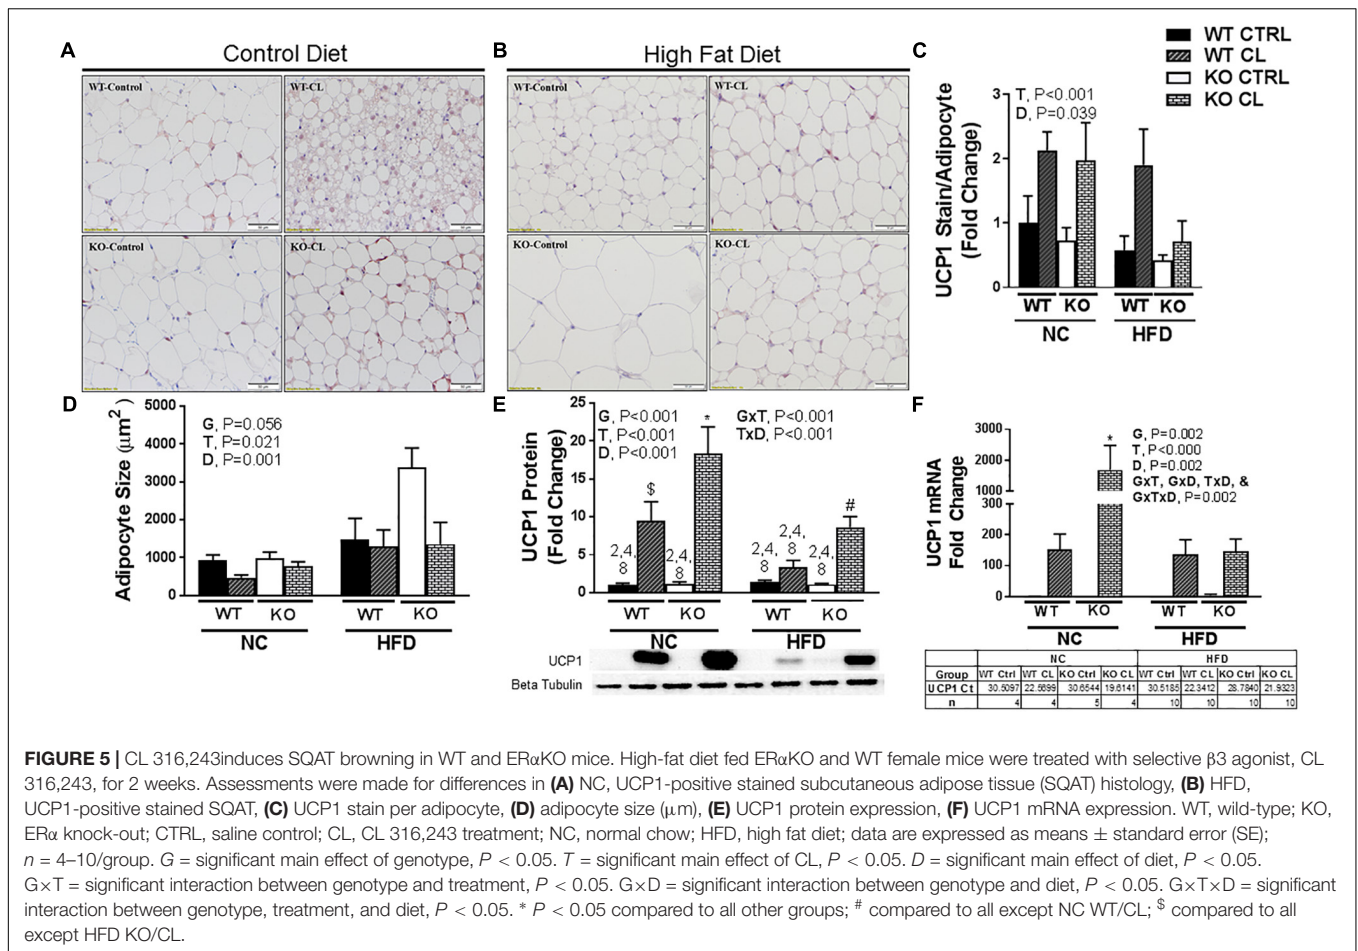 A
Control Diet
WT-Control
WT-CL
KO-Control
KO-CL
B
High Fat Diet
WT-Control
WT-CL
KO-Control
KO-CL
C
WT CTRL
WT CL
KO CTRL
KO CL
UCP1 Stain/Adipocyte
(Fold Change)
3
2
1
0
T, P<0.001
D, P=0.039
WT KO WT KO
NC HFD
D
Adipocyte Size (μm²)
5000
4000
3000
2000
1000
0
G, P=0.056
T, P=0.021
D, P=0.001
WT KO WT KO
NC HFD
E
UCP1 Protein
(Fold Change)
25
20
15
10
5
0
G, P<0.001 GxT, P<0.001
T, P<0.001 TxD, P<0.001
D, P<0.001
*
$
#
2,4,
8
2,4,
8
2,4,
8
2,4,
8
2,4,
8
WT KO WT KO
NC HFD
UCP1
Beta Tubulin
F
UCP1 mRNA
Fold Change
3000
2000
1000
300
200
100
0
*
G, P=0.002
T, P<0.000
D, P=0.002
GxT, GxD, TxD, &
GxTxD, P=0.002
WT KO WT KO
NC HFD
NC HFD
Group WT Ctrl WT CL KO Ctrl KO CL WT Ctrl WT CL KO Ctrl KO CL
UCP1 Ct 30.5097 22.5699 30.6544 19.6141 30.5185 22.3412 28.7840 21.9323
n 4 4 5 4 10 10 10 10
FIGURE 5 | CL 316,243induces SQAT browning in WT and ERαKO mice. High-fat diet fed ERαKO and WT female mice were treated with selective β3 agonist, CL
316,243, for 2 weeks. Assessments were made for differences in (A) NC, UCP1-positive stained subcutaneous adipose tissue (SQAT) histology, (B) HFD,
UCP1-positive stained SQAT, (C) UCP1 stain per adipocyte, (D) adipocyte size (μm), (E) UCP1 protein expression, (F) UCP1 mRNA expression. WT, wild-type; KO,
ERα knock-out; CTRL, saline control; CL, CL 316,243 treatment; NC, normal chow; HFD, high fat diet; data are expressed as means ± standard error (SE);
n = 4–10/group. G = significant main effect of genotype, P < 0.05. T = significant main effect of CL, P < 0.05. D = significant main effect of diet, P < 0.05.
G×T = significant interaction between genotype and treatment, P < 0.05. G×D = significant interaction between genotype and diet, P < 0.05. G×T×D = significant
interaction between genotype, treatment, and diet, P < 0.05. * P < 0.05 compared to all other groups; # compared to all except NC WT/CL; $ compared to all
except HFD KO/CL.